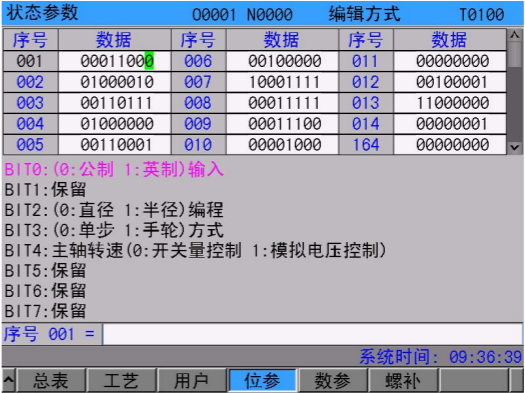 状态参数 O0001 N0000 编辑方式 T0100
序号 数据 序号 数据 序号 数据
001 00011000 006 00100000 011 00000000
002 01000010 007 10001111 012 00100001
003 00110111 008 00011111 013 11000000
004 01000000 009 00011100 014 00000001
005 00110001 010 00001000 164 00000000
BIT0:(0:公制 1:英制)输入
BIT1:保留
BIT2:(0:直径 1:半径)编程
BIT3:(0:单步 1:手轮)方式
BIT4:主轴转速(0:开关量控制 1:模拟电压控制)
BIT5:保留
BIT6:保留
BIT7:保留
序号 001 =
系统时间: 09:36:39
总表 工艺 用户 位参 数参 螺补